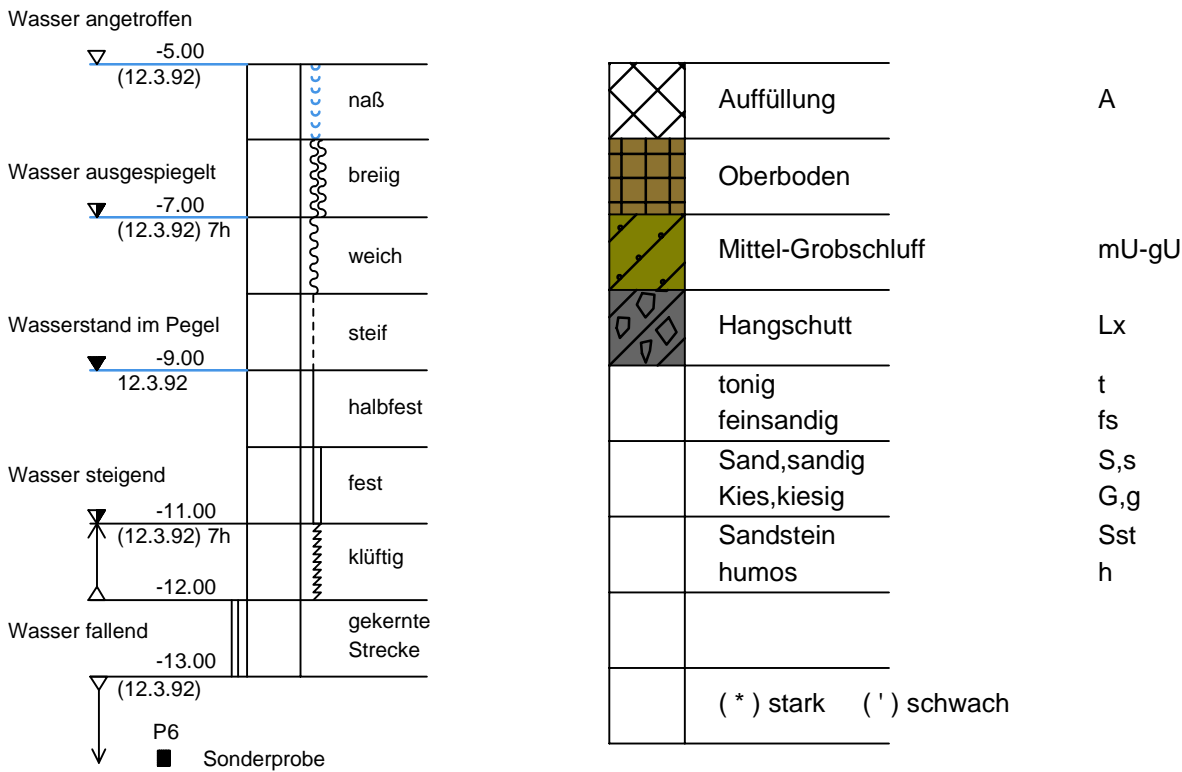 Wasser angetroffen
-5.00
(12.3.92)
naß
Wasser ausgespiegelt
breiig
-7.00
(12.3.92) 7h
weich
Wasserstand im Pegel
steif
-9.00
12.3.92
halbfest
Wasser steigend
fest
-11.00
(12.3.92) 7h
klüftig
-12.00
Wasser fallend
gekernte
Strecke
-13.00
(12.3.92)
P6
Sonderprobe
Auffüllung A
Oberboden
Mittel-Grobschluff mU-gU
Hangschutt Lx
tonig t
feinsandig fs
Sand,sandig S,s
Kies,kiesig G,g
Sandstein Sst
humos h
( * ) stark ( ' ) schwach